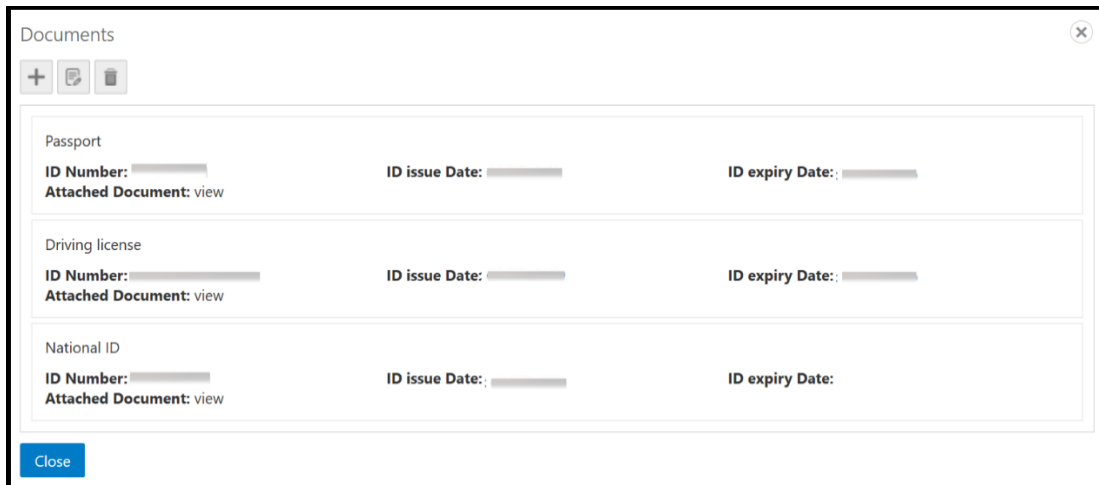 Documents
Passport
ID Number: ID issue Date: ID expiry Date:
Attached Document: view
Driving license
ID Number: ID issue Date: ID expiry Date:
Attached Document: view
National ID
ID Number: ID issue Date: ID expiry Date:
Attached Document: view
Close